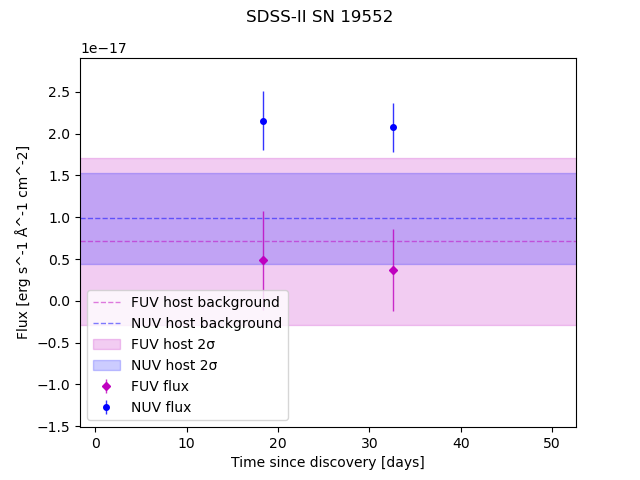 SDSS-II SN 19552
1e−17
2.5
2.0
1.5
1.0
0.5
0.0
−0.5
−1.0
−1.5
Flux [erg s^-1 Å^-1 cm^-2]
FUV host background
NUV host background
FUV host 2σ
NUV host 2σ
FUV flux
NUV flux
0 10 20 30 40 50
Time since discovery [days]